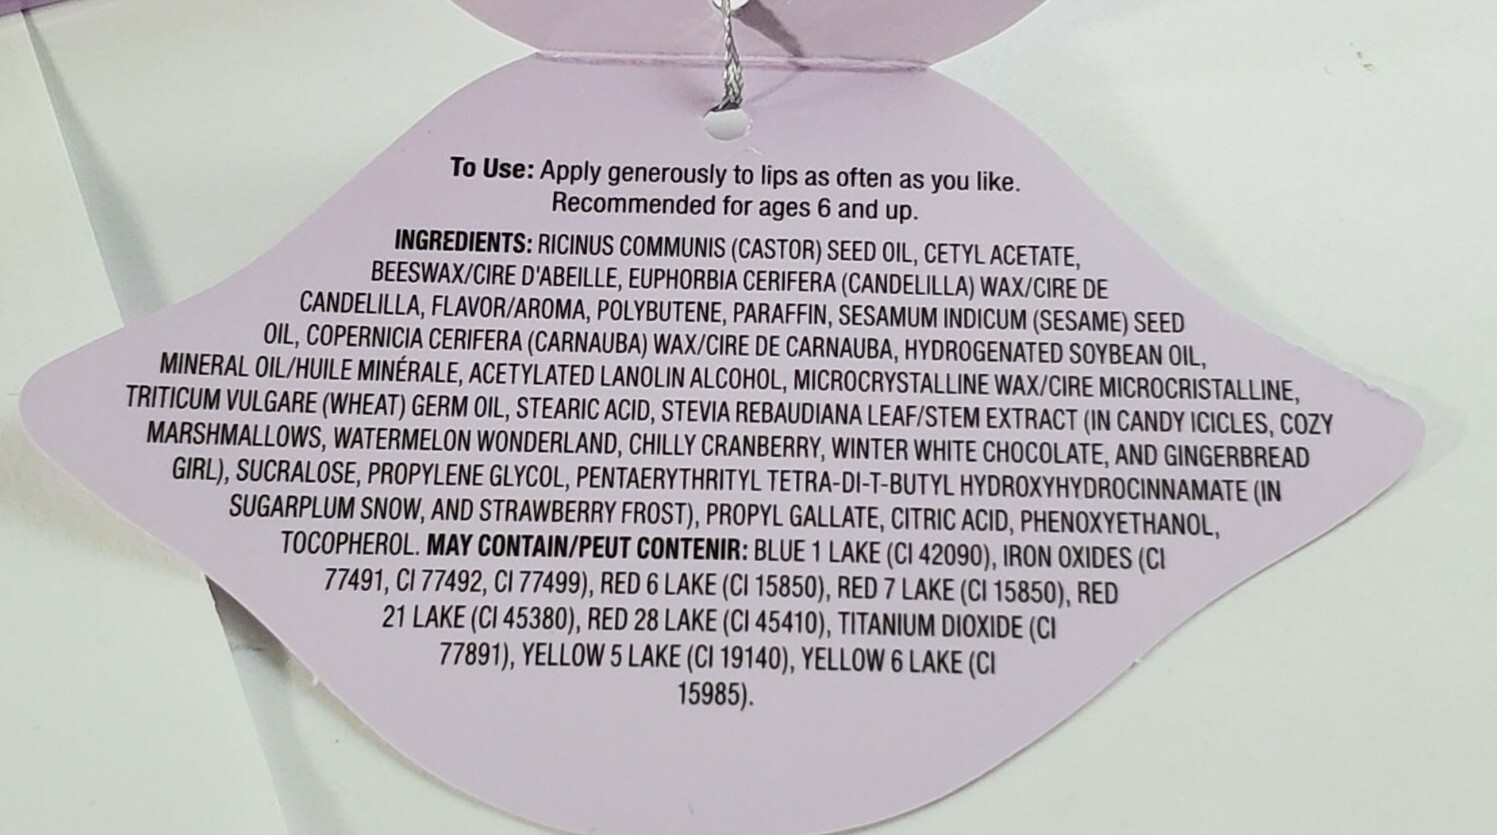 To Use: Apply generously to lips as often as you like.
Recommended for ages 6 and up.
INGREDIENTS: RICINUS COMMUNIS (CASTOR) SEED OIL, CETYL ACETATE,
BEESWAX/CIRE D'ABEILLE, EUPHORBIA CERIFERA (CANDELILLA) WAX/CIRE DE
CANDELILLA, FLAVOR/AROMA, POLYBUTENE, PARAFFIN, SESAMUM INDICUM (SESAME) SEED
OIL, COPERNICIA CERIFERA (CARNAUBA) WAX/CIRE DE CARNAUBA, HYDROGENATED SOYBEAN OIL,
MINERAL OIL/HUILE MINÉRALE, ACETYLATED LANOLIN ALCOHOL, MICROCRYSTALLINE WAX/CIRE MICROCRISTALLINE,
TRITICUM VULGARE (WHEAT) GERM OIL, STEARIC ACID, STEVIA REBAUDIANA LEAF/STEM EXTRACT (IN CANDY ICICLES, COZY
MARSHMALLOWS, WATERMELON WONDERLAND, CHILLY CRANBERRY, WINTER WHITE CHOCOLATE, AND GINGERBREAD
GIRL), SUCRALOSE, PROPYLENE GLYCOL, PENTAERYTHRITYL TETRA-DI-T-BUTYL HYDROXYHYDROCINNAMATE (IN
SUGARPLUM SNOW, AND STRAWBERRY FROST), PROPYL GALLATE, CITRIC ACID, PHENOXYETHANOL,
TOCOPHEROL. MAY CONTAIN/PEUT CONTENIR: BLUE 1 LAKE (CI 42090), IRON OXIDES (CI
77491, CI 77492, CI 77499), RED 6 LAKE (CI 15850), RED 7 LAKE (CI 15850), RED
21 LAKE (CI 45380), RED 28 LAKE (CI 45410), TITANIUM DIOXIDE (CI
77891), YELLOW 5 LAKE (CI 19140), YELLOW 6 LAKE (CI
15985).